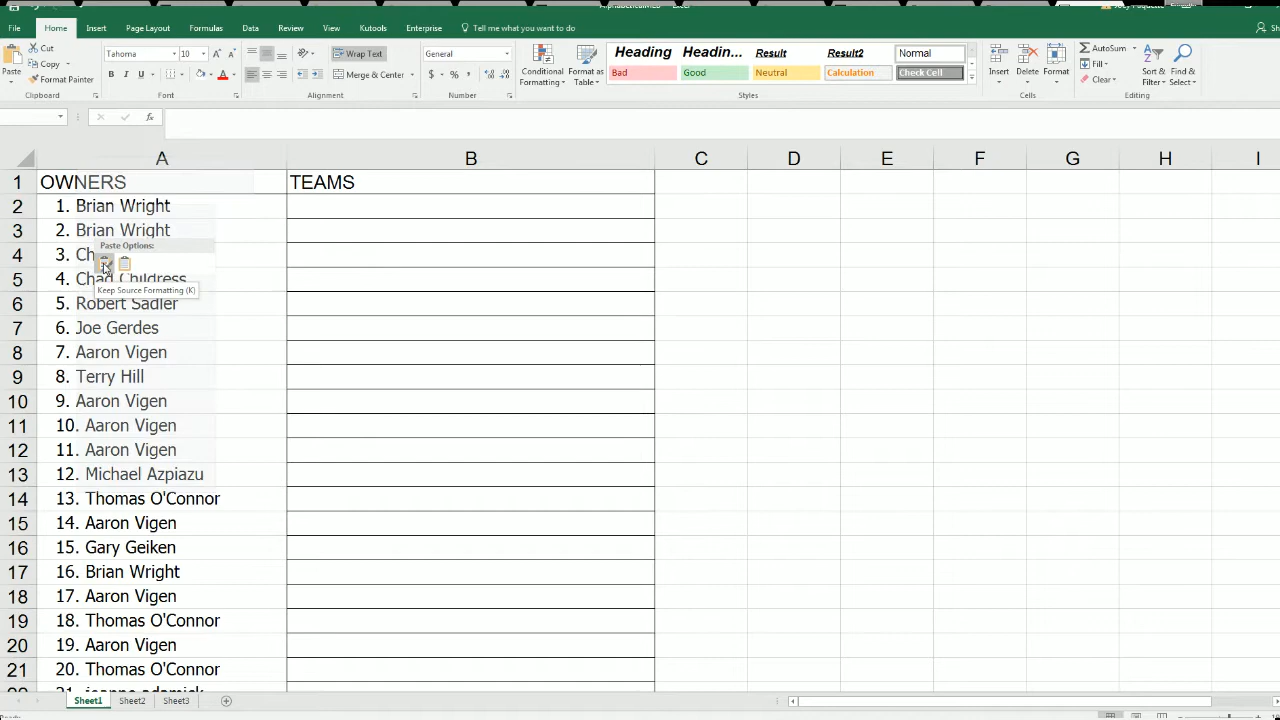 File Home Insert Page Layout Formulas Data Review View Kutools Enterprise Tell me what you want to do
Cut
Copy
Format Painter
Paste
Clipboard
Tahoma 10
B I U
Font
Wrap Text
Merge & Center
Alignment
General
$ % ,
Number
Conditional Formatting
Format as Table
Heading Headin... Result Result2 Normal
Bad Good Neutral Calculation Check Cell
Styles
Insert Delete Format
Cells
AutoSum
Fill
Clear
Sort & Filter
Find & Select
Editing
fx
A B C D E F G H I
1 OWNERS TEAMS
2 1. Brian Wright
3 2. Brian Wright
Paste Options:
4 3. Ch
5 4. Chad Childress
Keep Source Formatting (K)
6 5. Robert Sadler
7 6. Joe Gerdes
8 7. Aaron Vigen
9 8. Terry Hill
10 9. Aaron Vigen
11 10. Aaron Vigen
12 11. Aaron Vigen
13 12. Michael Azpiazu
14 13. Thomas O'Connor
15 14. Aaron Vigen
16 15. Gary Geiken
17 16. Brian Wright
18 17. Aaron Vigen
19 18. Thomas O'Connor
20 19. Aaron Vigen
21 20. Thomas O'Connor
Sheet1 Sheet2 Sheet3